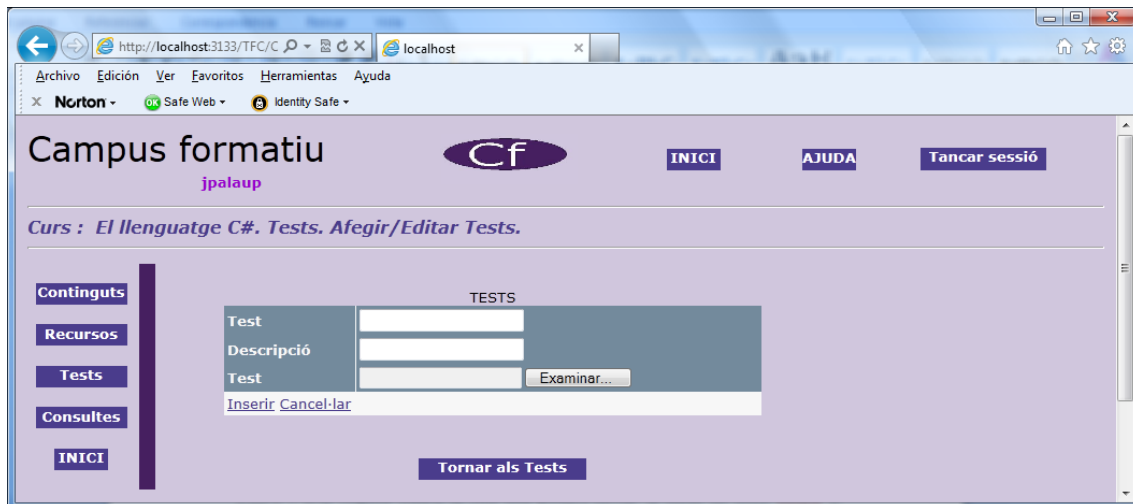 http://localhost:3133/TFC/C
localhost
Archivo Edición Ver Favoritos Herramientas Ayuda
x Norton Safe Web Identity Safe
Campus formatiu
Cf
INICI
AJUDA
Tancar sessió
jpalaup
Curs : El llenguatge C#. Tests. Afegir/Editar Tests.
Continguts
Recursos
Tests
Consultes
INICI
TESTS
Test
Descripció
Test Examinar...
Inserir Cancel·lar
Tornar als Tests